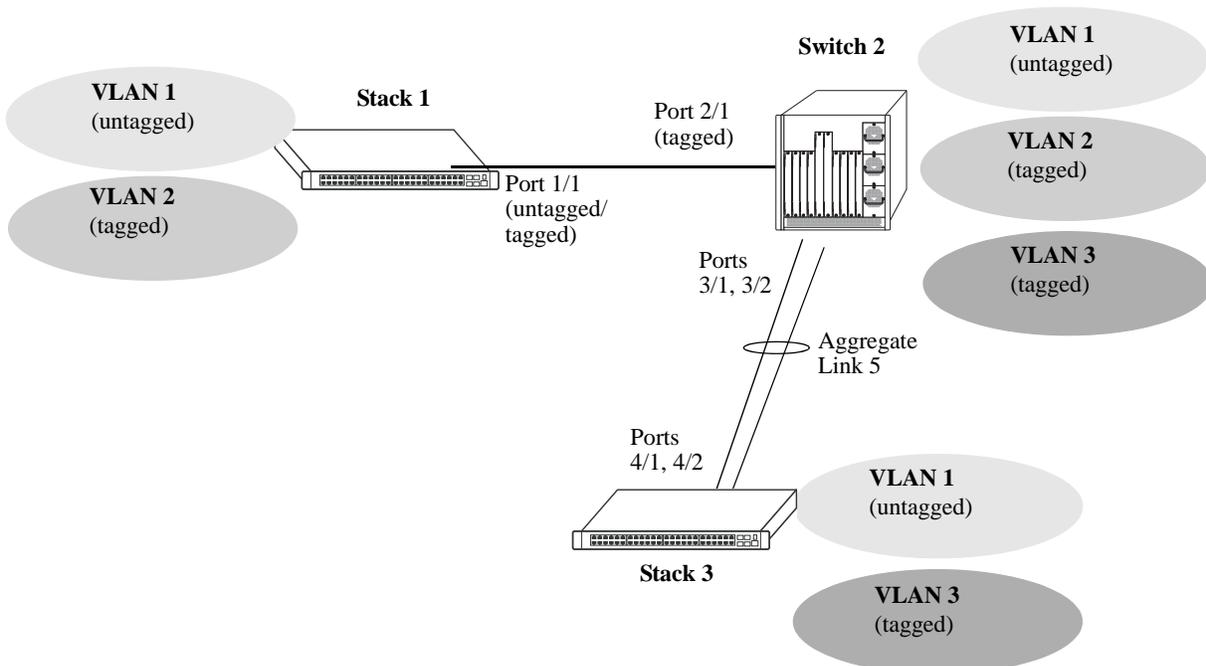 Switch 2
VLAN 1
(untagged)
VLAN 1
(untagged)
Stack 1
Port 2/1
(tagged)
VLAN 2
(tagged)
VLAN 2
(tagged)
Port 1/1
(untagged/
tagged)
VLAN 3
(tagged)
Ports
3/1, 3/2
Aggregate
Link 5
Ports
4/1, 4/2
VLAN 1
(untagged)
Stack 3
VLAN 3
(tagged)